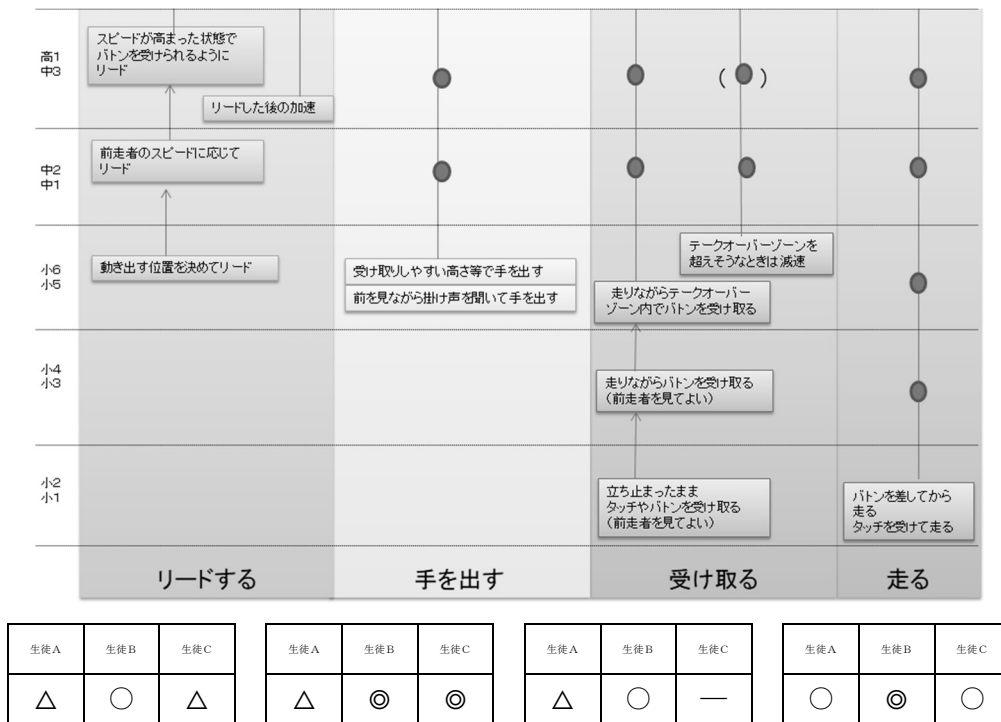 高1
中3
スピードが高まった状態で
バトンを受けられるように
リード
リードした後の加速
( )
中2
中1
前走者のスピードに応じて
リード
小6
小5
動き出す位置を決めてリード
受け取りしやすい高さ等で手を出す
前を見ながら掛け声を聞いて手を出す
テークオーバーゾーンを
超えそうなときは減速
走りながらテークオーバー
ゾーン内でバトンを受け取る
小4
小3
走りながらバトンを受け取る
(前走者を見てよい)
小2
小1
立ち止まったまま
タッチやバトンを受け取る
(前走者を見てよい)
バトンを差してから
走る
タッチを受けて走る
リードする 手を出す 受け取る 走る
生徒A 生徒B 生徒C 生徒A 生徒B 生徒C 生徒A 生徒B 生徒C 生徒A 生徒B 生徒C
△ ○ △ △ ◎ ◎ △ ○ ― ○ ◎ ○